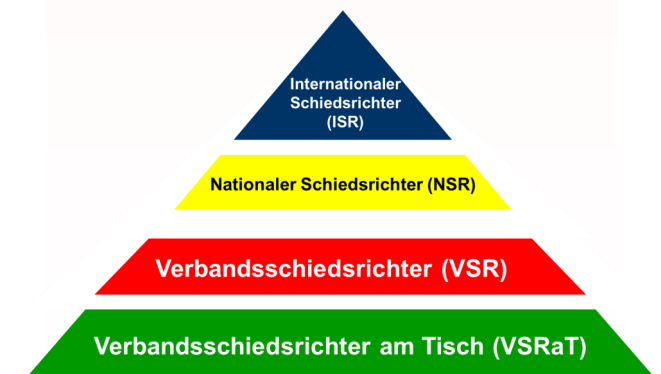 Internationaler
Schiedsrichter
(ISR)
Nationaler Schiedsrichter (NSR)
Verbandsschiedsrichter (VSR)
Verbandsschiedsrichter am Tisch (VSRaT)